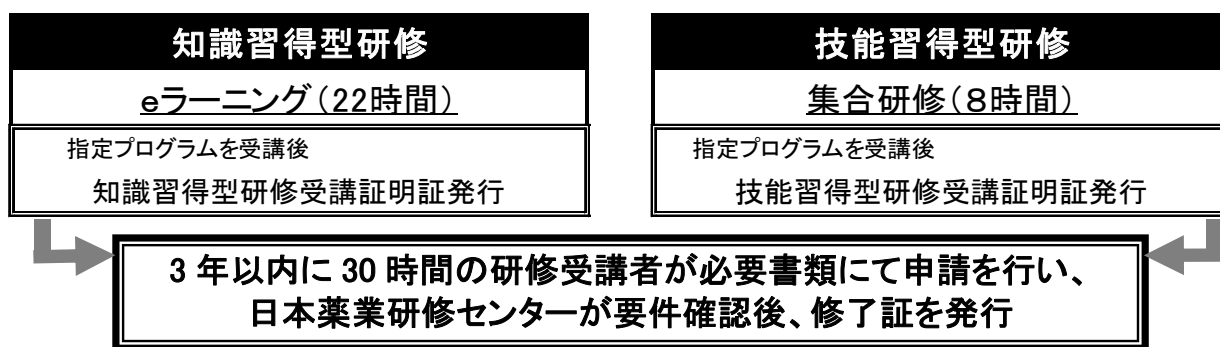 知識習得型研修
eラーニング(22時間)
指定プログラムを受講後
知識習得型研修受講証明証発行
技能習得型研修
集合研修(8時間)
指定プログラムを受講後
技能習得型研修受講証明証発行
3 年以内に 30 時間の研修受講者が必要書類にて申請を行い、
日本薬業研修センターが要件確認後、修了証を発行